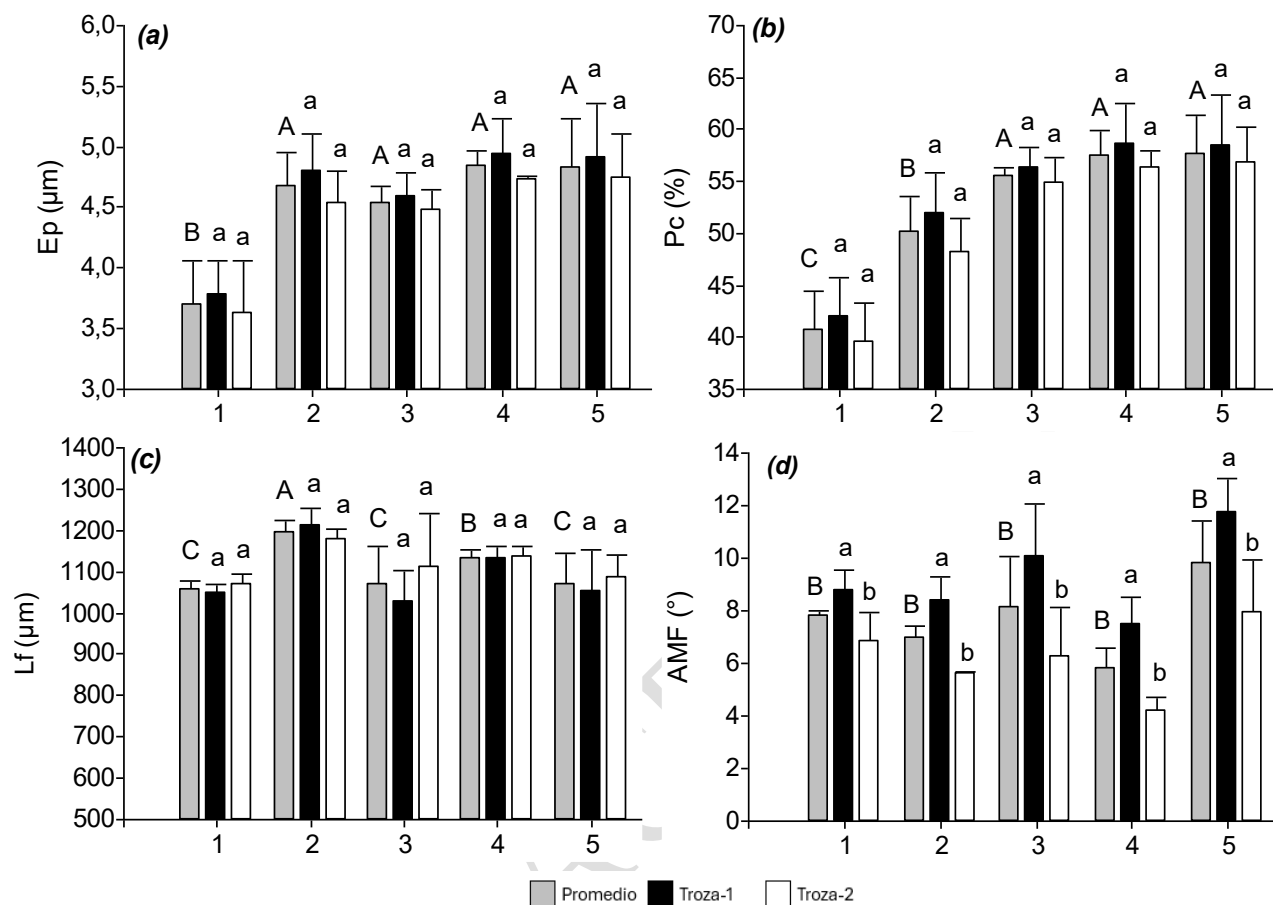 (a)
6,0
5,5
5,0
4,5
4,0
3,5
3,0
Ep (µm)
B a a
A a a
A a a
A a a
A a a
1 2 3 4 5
(b)
70
65
60
55
50
45
40
35
Pc (%)
C a a
B a a
A a a
A a a
A a a
1 2 3 4 5
(c)
1400
1300
1200
1100
1000
900
800
700
600
500
Lf (µm)
C a a
A a a
C a a
B a a
C a a
1 2 3 4 5
(d)
14
12
10
8
6
4
2
0
AMF (°)
B a b
B a b
B a b
B a b
B a b
1 2 3 4 5
Promedio Troza-1 Troza-2